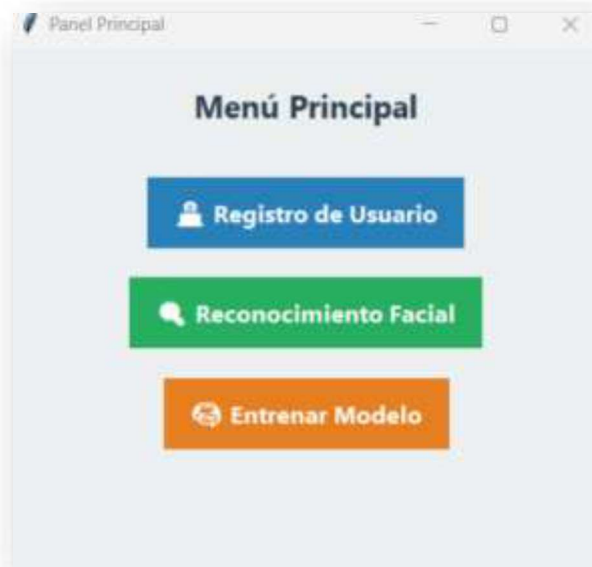 Panel Principal
Menú Principal
Registro de Usuario
Reconocimiento Facial
Entrenar Modelo